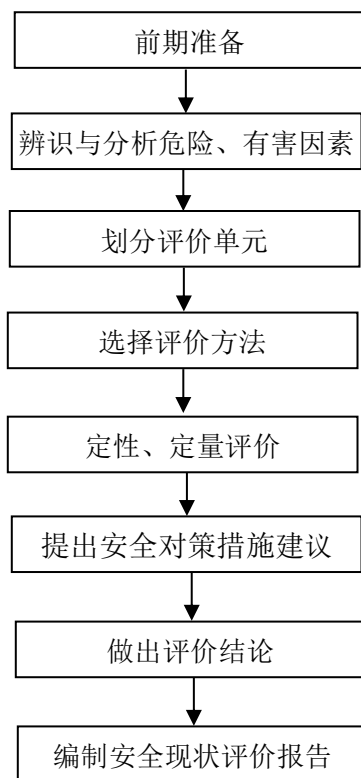 前期准备
辨识与分析危险、有害因素
划分评价单元
选择评价方法
定性、定量评价
提出安全对策措施建议
做出评价结论
编制安全现状评价报告